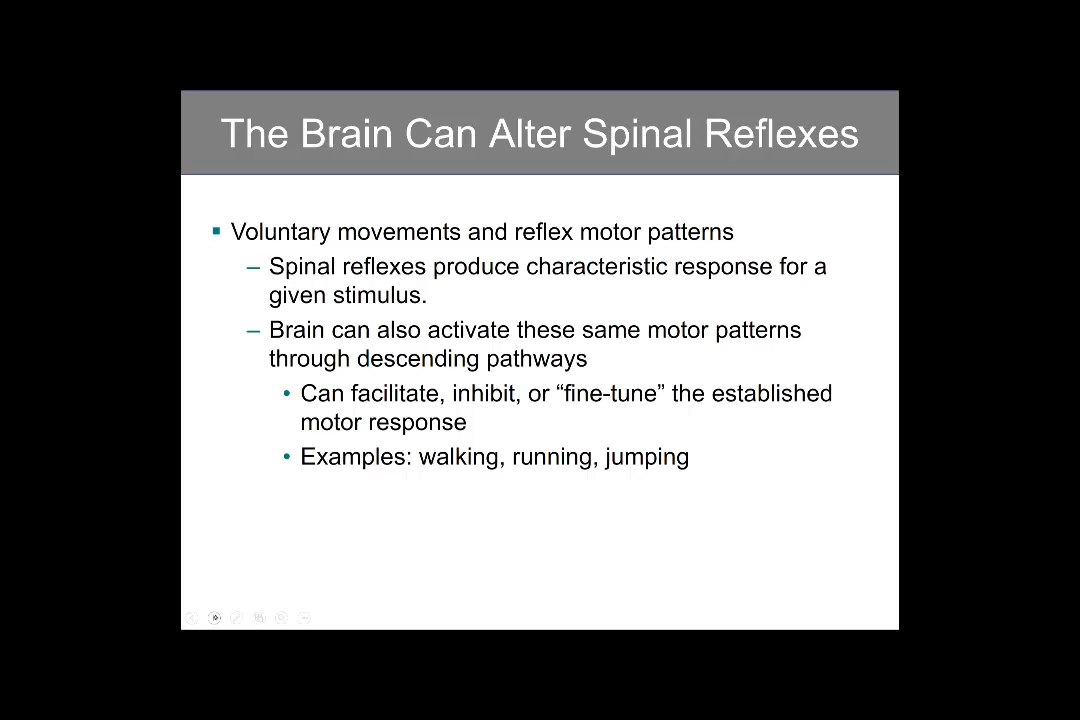 The Brain Can Alter Spinal Reflexes
▪ Voluntary movements and reflex motor patterns
– Spinal reflexes produce characteristic response for a
given stimulus.
– Brain can also activate these same motor patterns
through descending pathways
• Can facilitate, inhibit, or “fine-tune” the established
motor response
• Examples: walking, running, jumping